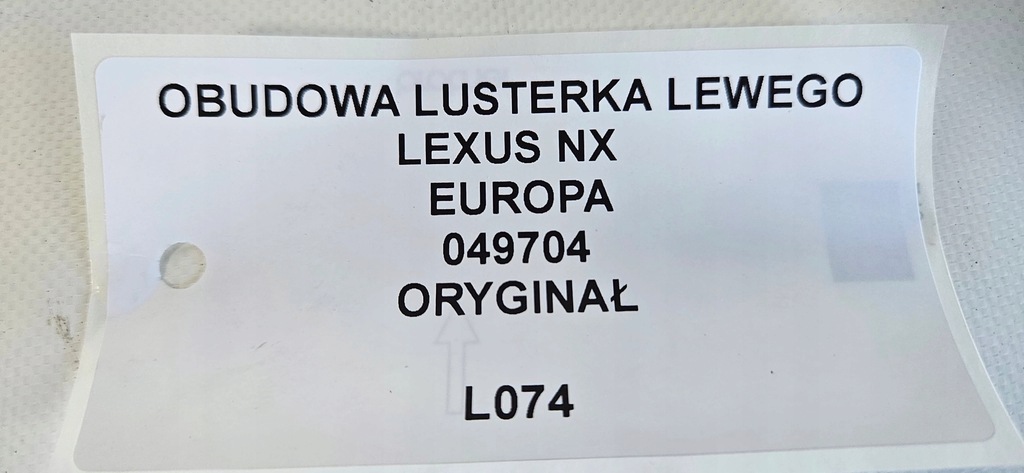 OBUDOWA LUSTERKA LEWEGO
LEXUS NX
EUROPA
049704
ORYGINAŁ
L074